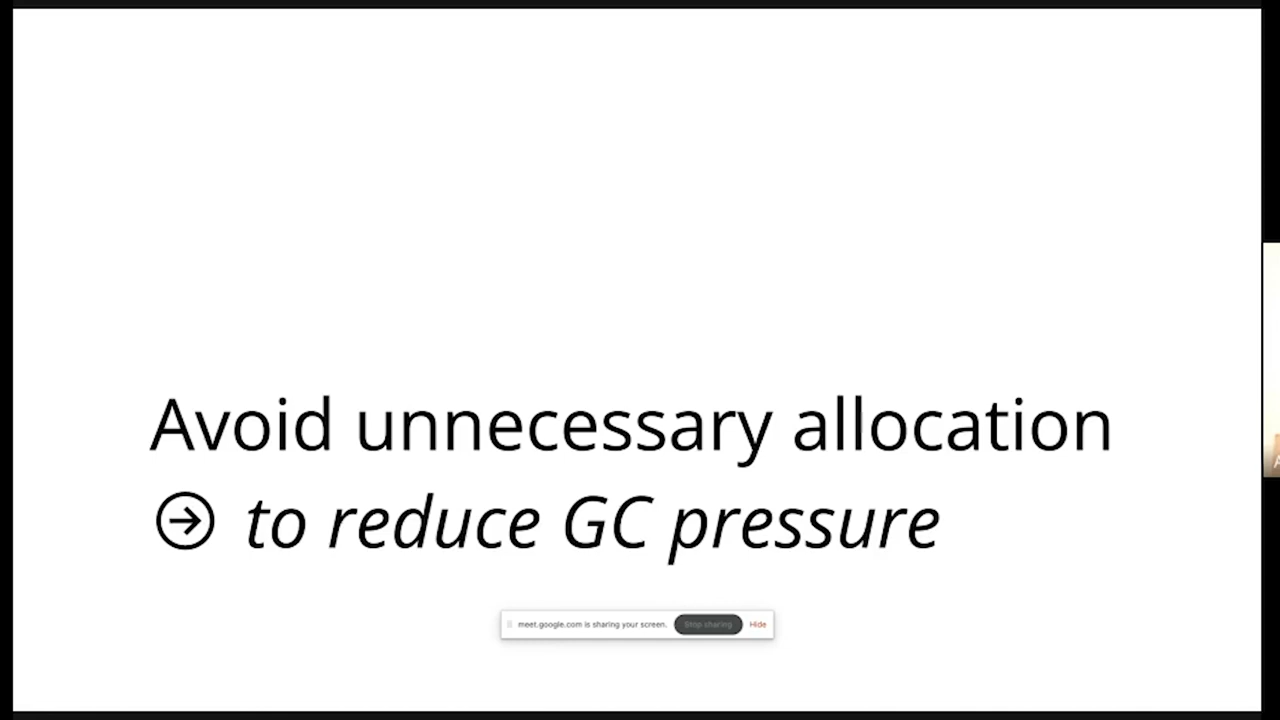 Avoid unnecessary allocation
to reduce GC pressure
meet.google.com is sharing your screen. Stop sharing Hide